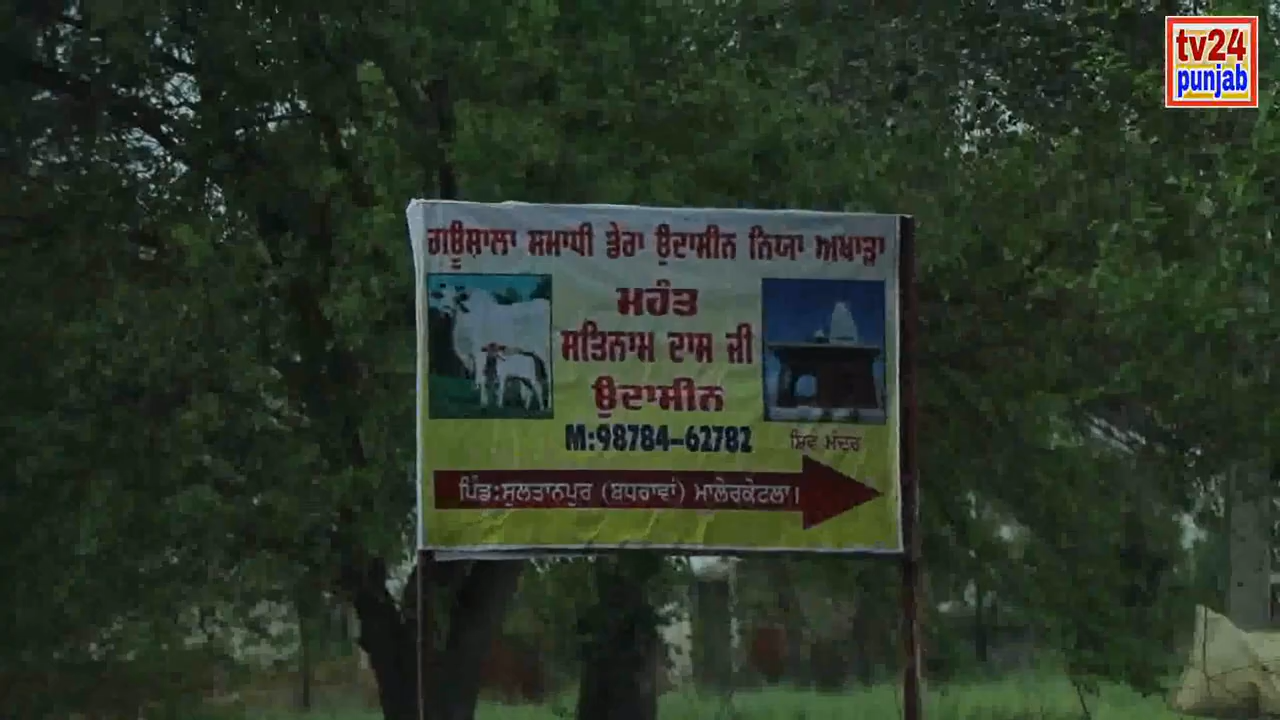 tv24
punjab
ਗਊਸ਼ਾਲਾ ਸਮਾਧੀ ਡੇਰਾ ਉਦਾਸੀਨ ਨਿਯਾ ਅਖਾੜਾ
ਮਹੰਤ
ਸਤਿਨਾਮ ਦਾਸ ਜੀ
ਉਦਾਸੀਨ
M:98784-62782
ਸ਼ਿਵ ਮੰਦਰ
ਪਿੰਡ:ਸੁਲਤਾਨਪੁਰ (ਬਧਰਾਵਾਂ) ਮਾਲੇਰਕੋਟਲਾ।